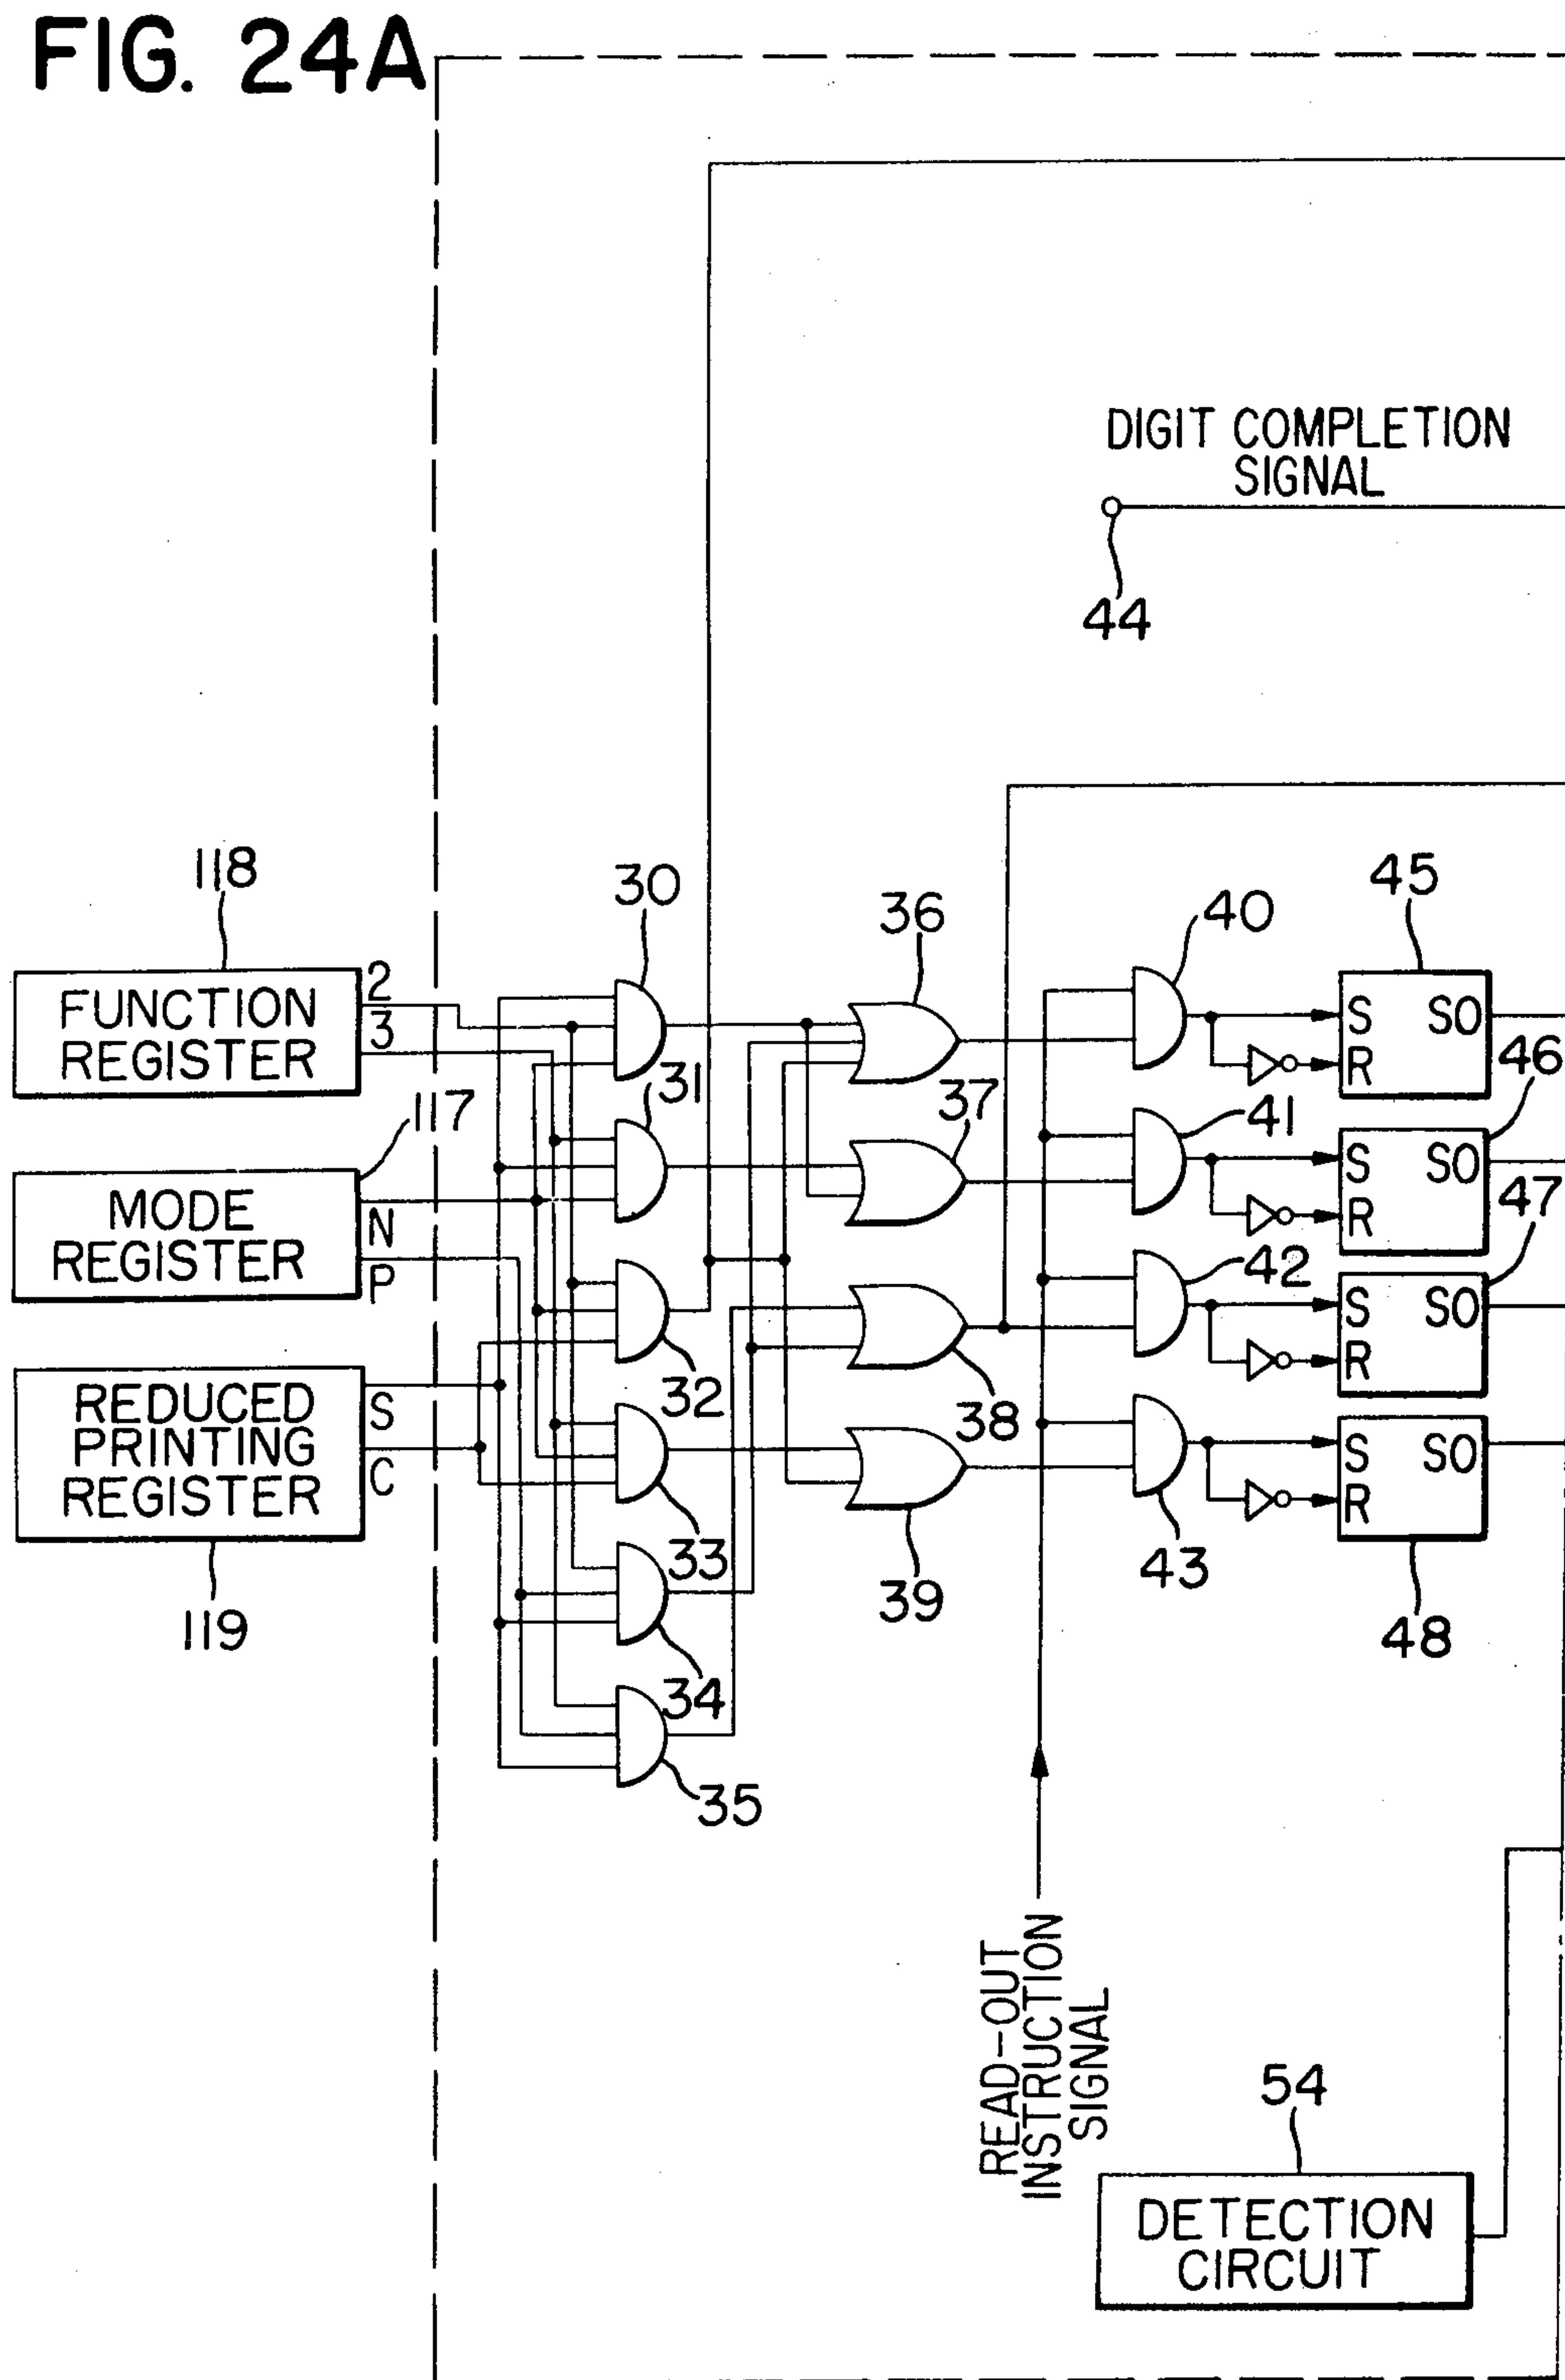 FIG. 24A
DIGIT COMPLETION
SIGNAL
44
118
30
36
40
45
FUNCTION
REGISTER
2
3
S SO
R
46
117
31
37
41
MODE
REGISTER
N
P
S SO
R
47
32
38
42
S SO
R
REDUCED
PRINTING
REGISTER
S
C
119
33
39
43
S SO
R
48
34
35
READ-OUT
INSTRUCTION
SIGNAL
54
DETECTION
CIRCUIT